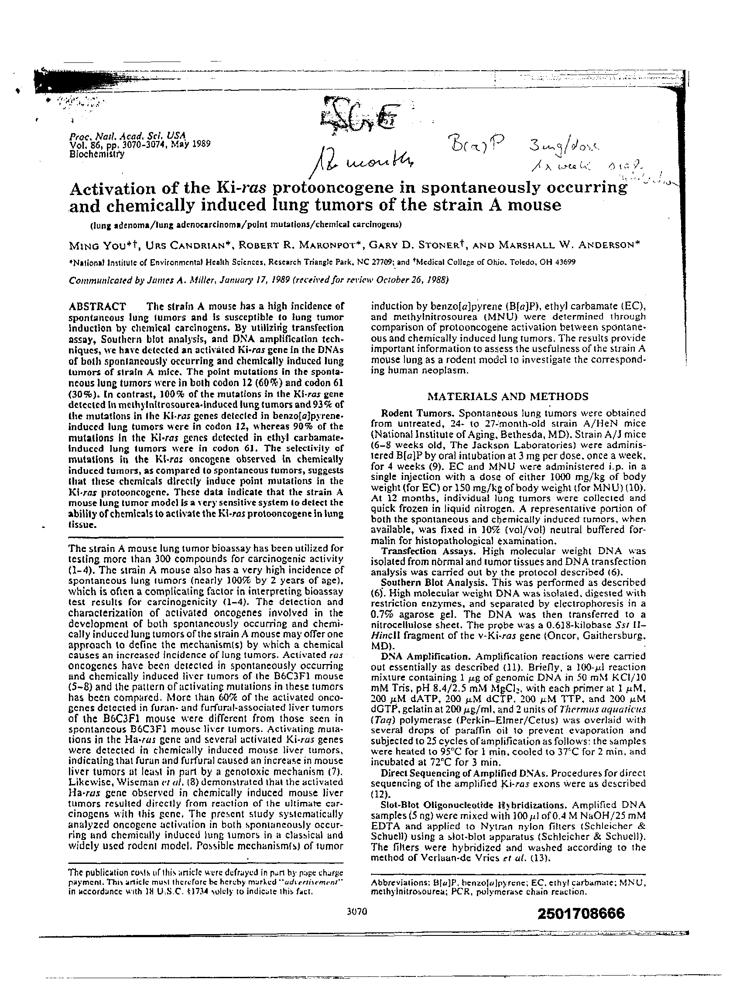 B(a)P 3mg/dose
12 months 1x week
Proc. Natl. Acad. Sci. USA
Vol. 86, pp. 3070-3074, May 1989
Biochemistry
Activation of the Ki-ras protooncogene in spontaneously occurring
and chemically induced lung tumors of the strain A mouse
(lung adenoma/lung adenocarcinoma/point mutations/chemical carcinogens)
MING YOU*†, URS CANDRIAN*, ROBERT R. MARONPOT*, GARY D. STONER†, AND MARSHALL W. ANDERSON*
*National Institute of Environmental Health Sciences, Research Triangle Park, NC 27709; and †Medical College of Ohio, Toledo, OH 43699
Communicated by James A. Miller, January 17, 1989 (received for review October 26, 1988)
ABSTRACT The strain A mouse has a high incidence of
spontaneous lung tumors and is susceptible to lung tumor
induction by chemical carcinogens. By utilizing transfection
assay, Southern blot analysis, and DNA amplification tech-
niques, we have detected an activated Ki-ras gene in the DNAs
of both spontaneously occurring and chemically induced lung
tumors of strain A mice. The point mutations in the sponta-
neous lung tumors were in both codon 12 (60%) and codon 61
(30%). In contrast, 100% of the mutations in the Ki-ras gene
detected in methylnitrosourea-induced lung tumors and 93% of
the mutations in the Ki-ras genes detected in benzo[a]pyrene-
induced lung tumors were in codon 12, whereas 90% of the
mutations in the Ki-ras genes detected in ethyl carbamate-
induced lung tumors were in codon 61. The selectivity of
mutations in the Ki-ras oncogene observed in chemically
induced tumors, as compared to spontaneous tumors, suggests
that these chemicals directly induce point mutations in the
Ki-ras protooncogene. These data indicate that the strain A
mouse lung tumor model is a very sensitive system to detect the
ability of chemicals to activate the Ki-ras protooncogene in lung
tissue.
The strain A mouse lung tumor bioassay has been utilized for
testing more than 300 compounds for carcinogenic activity
(1-4). The strain A mouse also has a very high incidence of
spontaneous lung tumors (nearly 100% by 2 years of age),
which is often a complicating factor in interpreting bioassay
test results for carcinogenicity (1-4). The detection and
characterization of activated oncogenes involved in the
development of both spontaneously occurring and chemi-
cally induced lung tumors of the strain A mouse may offer one
approach to define the mechanism(s) by which a chemical
causes an increased incidence of lung tumors. Activated ras
oncogenes have been detected in spontaneously occurring
and chemically induced liver tumors of the B6C3F1 mouse
(5-8) and the pattern of activating mutations in these tumors
has been compared. More than 60% of the activated onco-
genes detected in furan- and furfural-associated liver tumors
of the B6C3F1 mouse were different from those seen in
spontaneous B6C3F1 mouse liver tumors. Activating muta-
tions in the Ha-ras gene and several activated Ki-ras genes
were detected in chemically induced mouse liver tumors,
indicating that furan and furfural caused an increase in mouse
liver tumors at least in part by a genotoxic mechanism (7).
Likewise, Wiseman et al. (8) demonstrated that the activated
Ha-ras gene observed in chemically induced mouse liver
tumors resulted directly from reaction of the ultimate car-
cinogens with this gene. The present study systematically
analyzed oncogene activation in both spontaneously occur-
ring and chemically induced lung tumors in a classical and
widely used rodent model. Possible mechanism(s) of tumor
The publication costs of this article were defrayed in part by page charge
payment. This article must therefore be hereby marked "advertisement"
in accordance with 18 U.S.C. §1734 solely to indicate this fact.
induction by benzo[a]pyrene (B[a]P), ethyl carbamate (EC),
and methylnitrosourea (MNU) were determined through
comparison of protooncogene activation between spontane-
ous and chemically induced lung tumors. The results provide
important information to assess the usefulness of the strain A
mouse lung as a rodent model to investigate the correspond-
ing human neoplasm.
MATERIALS AND METHODS
Rodent Tumors. Spontaneous lung tumors were obtained
from untreated, 24- to 27-month-old strain A/HeN mice
(National Institute of Aging, Bethesda, MD). Strain A/J mice
(6-8 weeks old, The Jackson Laboratories) were adminis-
tered B[a]P by oral intubation at 3 mg per dose, once a week,
for 4 weeks (9). EC and MNU were administered i.p. in a
single injection with a dose of either 1000 mg/kg of body
weight (for EC) or 150 mg/kg of body weight (for MNU) (10).
At 12 months, individual lung tumors were collected and
quick frozen in liquid nitrogen. A representative portion of
both the spontaneous and chemically induced tumors, when
available, was fixed in 10% (vol/vol) neutral buffered for-
malin for histopathological examination.
Transfection Assays. High molecular weight DNA was
isolated from normal and tumor tissues and DNA transfection
analysis was carried out by the protocol described (6).
Southern Blot Analysis. This was performed as described
(6). High molecular weight DNA was isolated, digested with
restriction enzymes, and separated by electrophoresis in a
0.7% agarose gel. The DNA was then transferred to a
nitrocellulose sheet. The probe was a 0.618-kilobase Sst II-
HincII fragment of the v-Ki-ras gene (Oncor, Gaithersburg,
MD).
DNA Amplification. Amplification reactions were carried
out essentially as described (11). Briefly, a 100-μl reaction
mixture containing 1 μg of genomic DNA in 50 mM KCl/10
mM Tris, pH 8.4/2.5 mM MgCl₂, with each primer at 1 μM,
200 μM dATP, 200 μM dCTP, 200 μM TTP, and 200 μM
dGTP, gelatin at 200 μg/ml, and 2 units of Thermus aquaticus
(Taq) polymerase (Perkin-Elmer/Cetus) was overlaid with
several drops of paraffin oil to prevent evaporation and
subjected to 25 cycles of amplification as follows: the samples
were heated to 95°C for 1 min, cooled to 37°C for 2 min, and
incubated at 72°C for 3 min.
Direct Sequencing of Amplified DNAs. Procedures for direct
sequencing of the amplified Ki-ras exons were as described
(12).
Slot-Blot Oligonucleotide Hybridizations. Amplified DNA
samples (5 ng) were mixed with 100 μl of 0.4 M NaOH/25 mM
EDTA and applied to Nytran nylon filters (Schleicher &
Schuell) using a slot-blot apparatus (Schleicher & Schuell).
The filters were hybridized and washed according to the
method of Verlaan-de Vries et al. (13).
Abbreviations: B[a]P, benzo[a]pyrene; EC, ethyl carbamate; MNU,
methylnitrosourea; PCR, polymerase chain reaction.
3070
2501708666